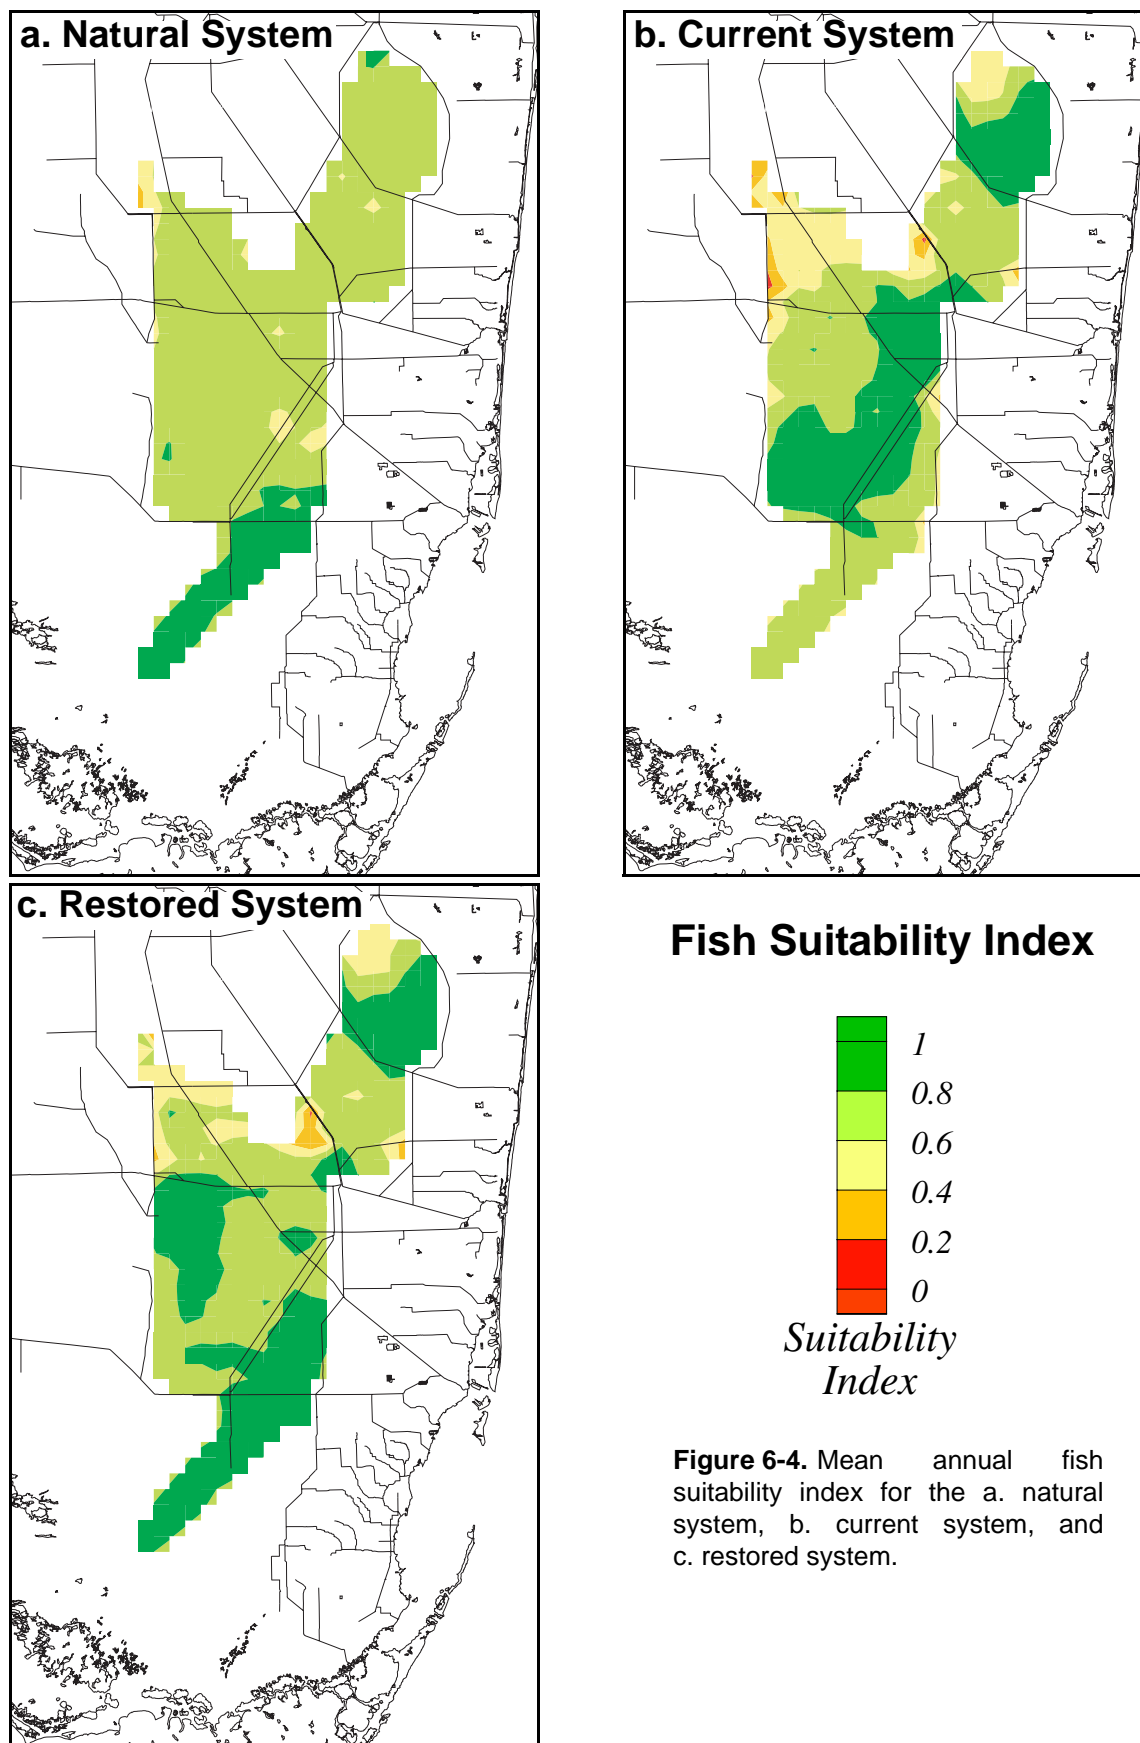 a. Natural System
b. Current System
c. Restored System
Fish Suitability Index
1
0.8
0.6
0.4
0.2
0
Suitability
Index
Figure 6-4. Mean annual fish
suitability index for the a. natural
system, b. current system, and
c. restored system.